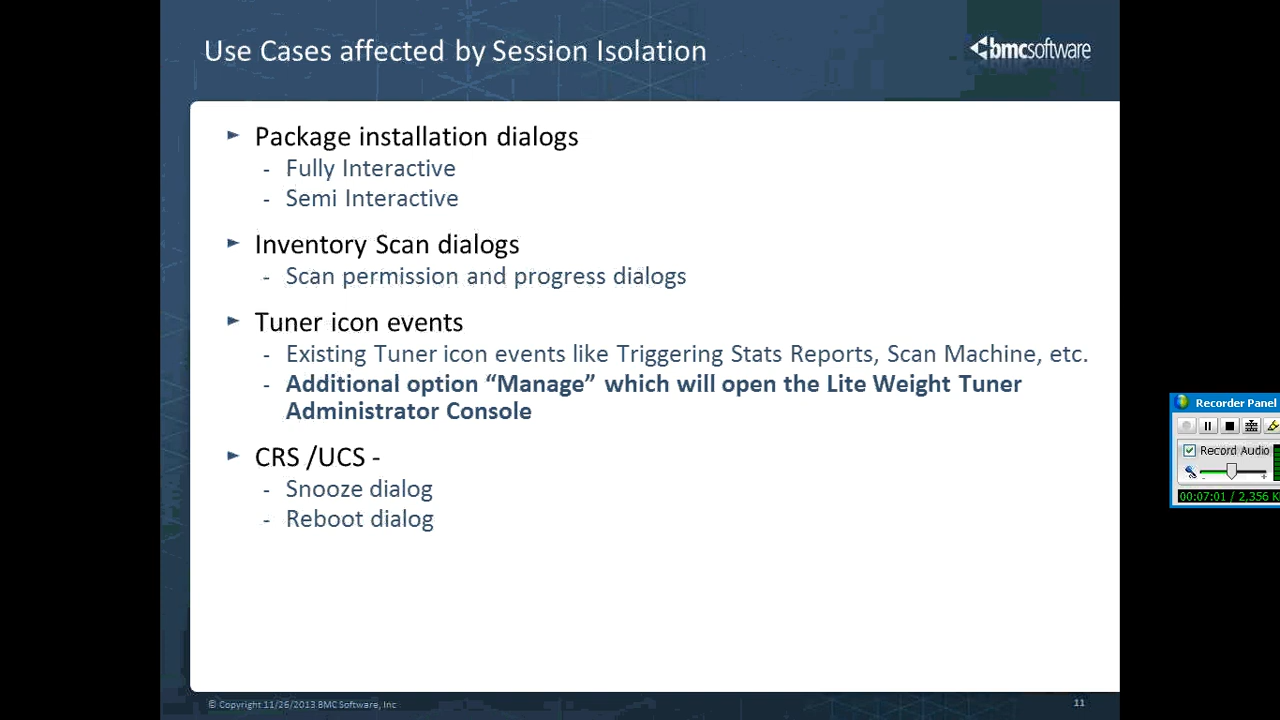 Use Cases affected by Session Isolation
bmcsoftware
Package installation dialogs
- Fully Interactive
- Semi Interactive
Inventory Scan dialogs
- Scan permission and progress dialogs
Tuner icon events
- Existing Tuner icon events like Triggering Stats Reports, Scan Machine, etc.
- Additional option “Manage” which will open the Lite Weight Tuner
Administrator Console
CRS /UCS -
- Snooze dialog
- Reboot dialog
Recorder Panel
Record Audio
- +
00:07:01 / 2,356 K
© Copyright 11/26/2013 BMC Software, Inc
11